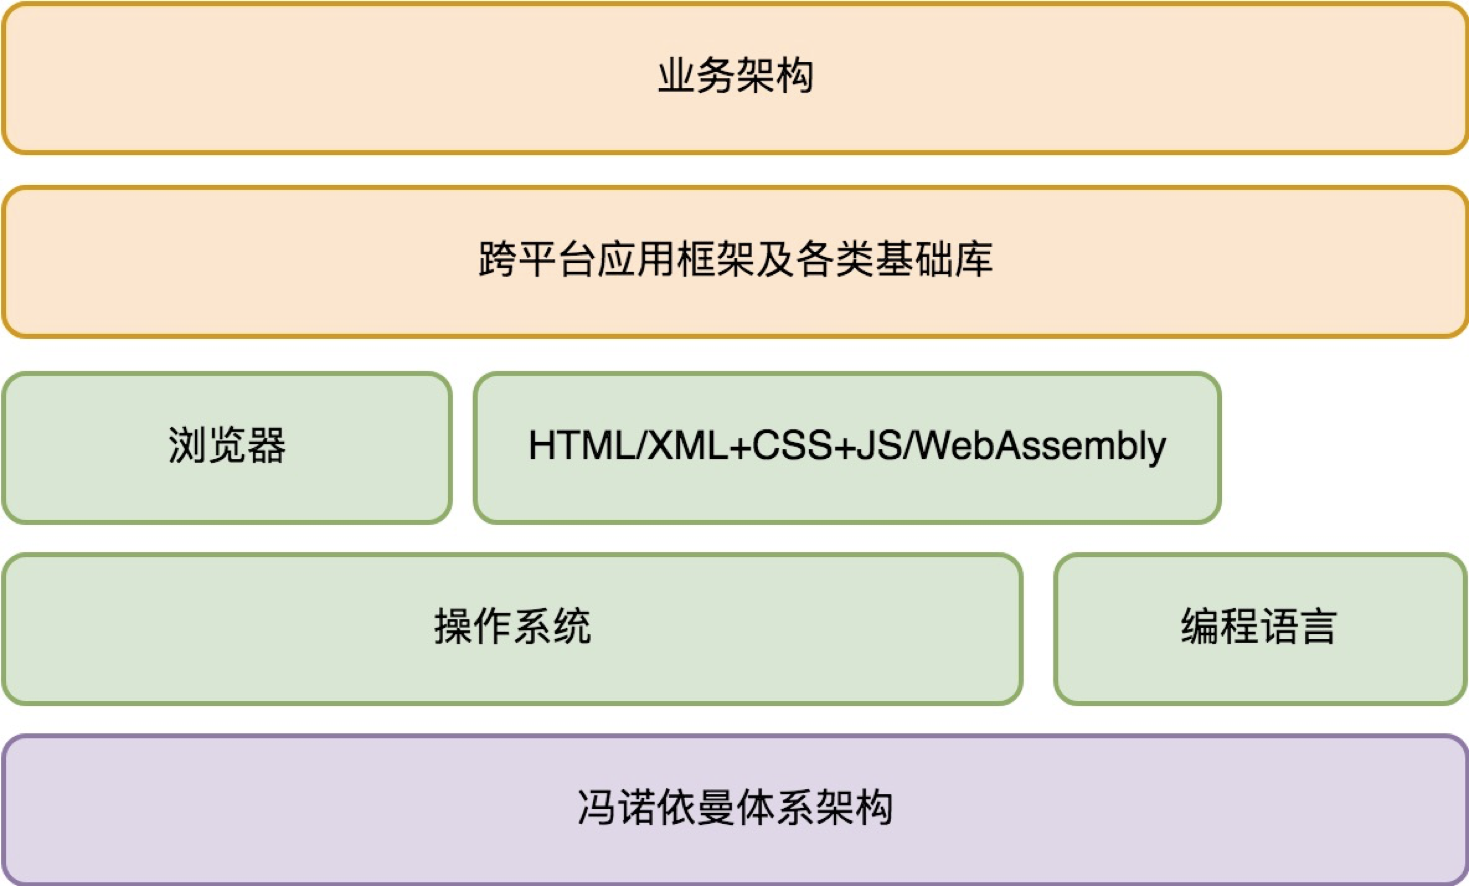 业务架构
跨平台应用框架及各类基础库
浏览器
HTML/XML+CSS+JS/WebAssembly
操作系统
编程语言
冯诺依曼体系架构